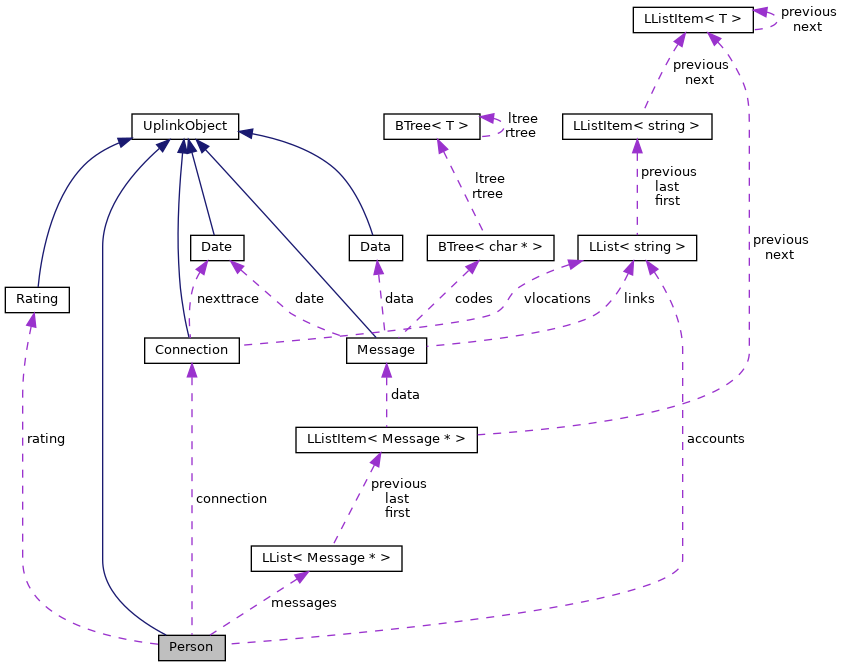 LListItem< T >
previous
next
previous
next
UplinkObject
BTree< T >
ltree
rtree
LListItem< string >
ltree
rtree
previous
last
first
Date
Data
BTree< char * >
LList< string >
previous
next
Rating
nexttrace
date
data
codes
vlocations
links
Connection
Message
data
rating
LListItem< Message * >
accounts
connection
previous
last
first
LList< Message * >
messages
Person